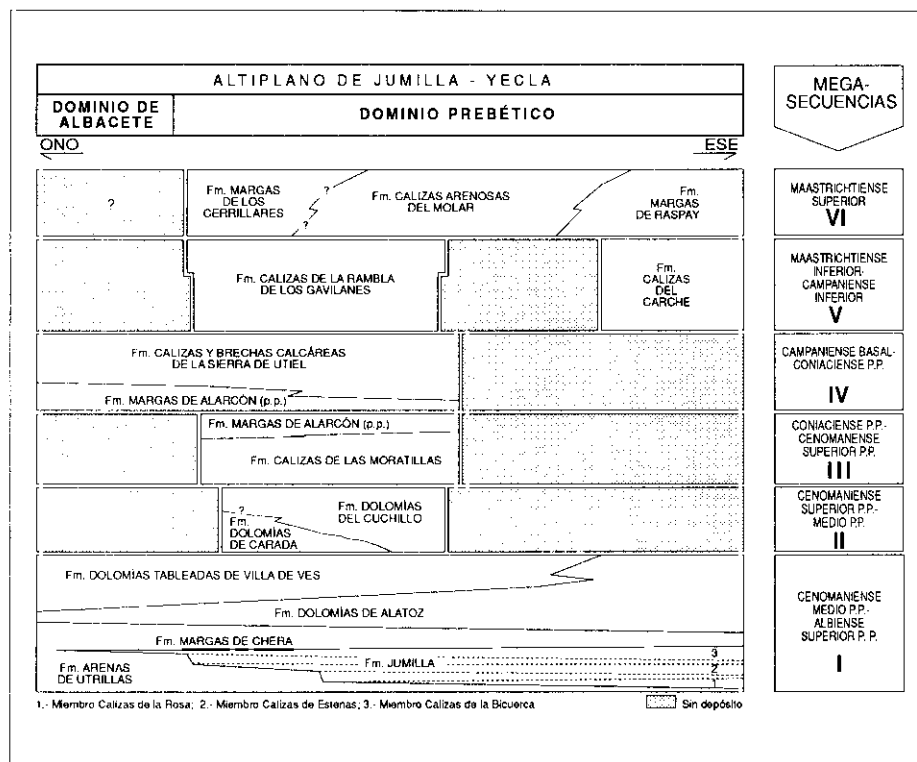 ALTIPLANO DE JUMILLA - YECLA
DOMINIO DE
ALBACETE
DOMINIO PREBÉTICO
ONO
ESE
MEGA-
SECUENCIAS
?
Fm. MARGAS
DE LOS
CERRILLARES
?
?
Fm. CALIZAS ARENOSAS
DEL MOLAR
Fm.
MARGAS
DE RASPAY
MAASTRICHTIENSE
SUPERIOR
VI
Fm. CALIZAS DE LA RAMBLA
DE LOS GAVILANES
Fm.
CALIZAS
DEL
CARCHE
MAASTRICHTIENSE
INFERIOR-
CAMPANIENSE
INFERIOR
V
Fm. CALIZAS Y BRECHAS CALCÁREAS
DE LA SIERRA DE UTIEL
Fm. MARGAS DE ALARCÓN (p.p.)
CAMPANIENSE BASAL-
CONIACIENSE P.P.
IV
Fm. MARGAS DE ALARCÓN (p.p.)
Fm. CALIZAS DE LAS MORATILLAS
CONIACIENSE P.P.-
CENOMANENSE
SUPERIOR P.P.
III
?
Fm.
DOLOMÍAS
DE CARADA
Fm. DOLOMÍAS
DEL CUCHILLO
CENOMANIENSE
SUPERIOR P.P.-
MEDIO P.P.
II
Fm. DOLOMÍAS TABLEADAS DE VILLA DE VES
Fm. DOLOMÍAS DE ALATOZ
Fm. MARGAS DE CHERA
Fm. JUMILLA
Fm. ARENAS
DE UTRILLAS
3
2
1
CENOMANIENSE
MEDIO P.P.-
ALBIENSE
SUPERIOR P. P.
I
1.- Miembro Calizas de la Rosa; 2.- Miembro Calizas de Estenas; 3.- Miembro Calizas de la Bicuerca
Sin depósito